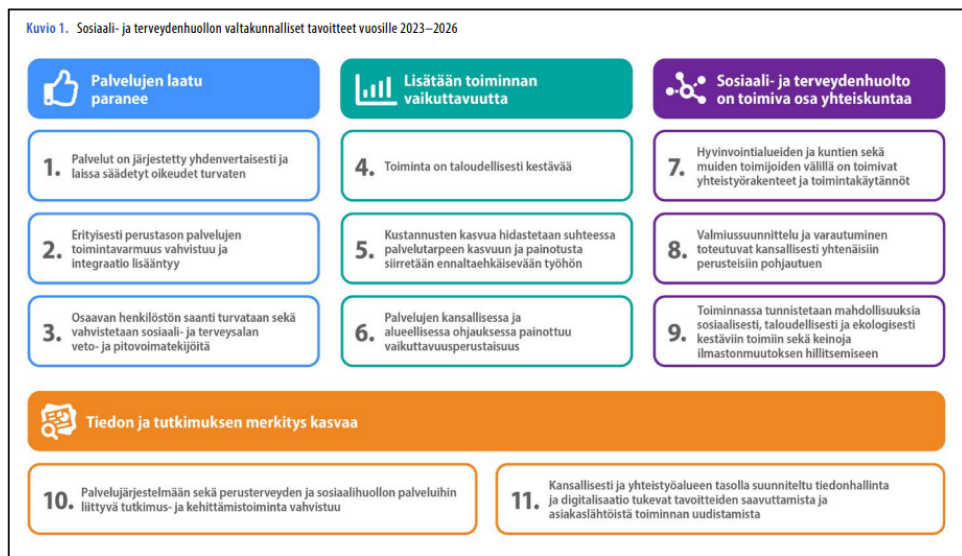 Kuvio 1. Sosiaali- ja terveydenhuollon valtakunnalliset tavoitteet vuosille 2023–2026
Palvelujen laatu
paranee
1. Palvelut on järjestetty yhdenvertaisesti ja
laissa säädetyt oikeudet turvaten
2. Erityisesti perustason palvelujen
toimintavarmuus vahvistuu ja
integraatio lisääntyy
3. Osaavan henkilöstön saanti turvataan sekä
vahvistetaan sosiaali- ja terveysalan
veto- ja pitovoimatekijöitä
Lisätään toiminnan
vaikuttavuutta
4. Toiminta on taloudellisesti kestävää
5. Kustannusten kasvua hidastetaan suhteessa
palvelutarpeen kasvuun ja painotusta
siirretään ennaltaehkäisevään työhön
6. Palvelujen kansallisessa ja
alueellisessa ohjauksessa painottuu
vaikuttavuusperustaisuus
Sosiaali- ja terveydenhuolto
on toimiva osa yhteiskuntaa
7. Hyvinvointialueiden ja kuntien sekä
muiden toimijoiden välillä on toimivat
yhteistyörakenteet ja toimintakäytännöt
8. Valmiussuunnittelu ja varautuminen
toteutuvat kansallisesti yhtenäisiin
perusteisiin pohjautuen
9. Toiminnassa tunnistetaan mahdollisuuksia
sosiaalisesti, taloudellisesti ja ekologisesti
kestäviin toimiin sekä keinoja
ilmastonmuutoksen hillitsemiseen
Tiedon ja tutkimuksen merkitys kasvaa
10. Palvelujärjestelmään sekä perusterveyden ja sosiaalihuollon palveluihin
liittyvä tutkimus- ja kehittämistoiminta vahvistuu
11. Kansallisesti ja yhteistyöalueen tasolla suunniteltu tiedonhallinta
ja digitalisaatio tukevat tavoitteiden saavuttamista ja
asiakaslähtöistä toiminnan uudistamista